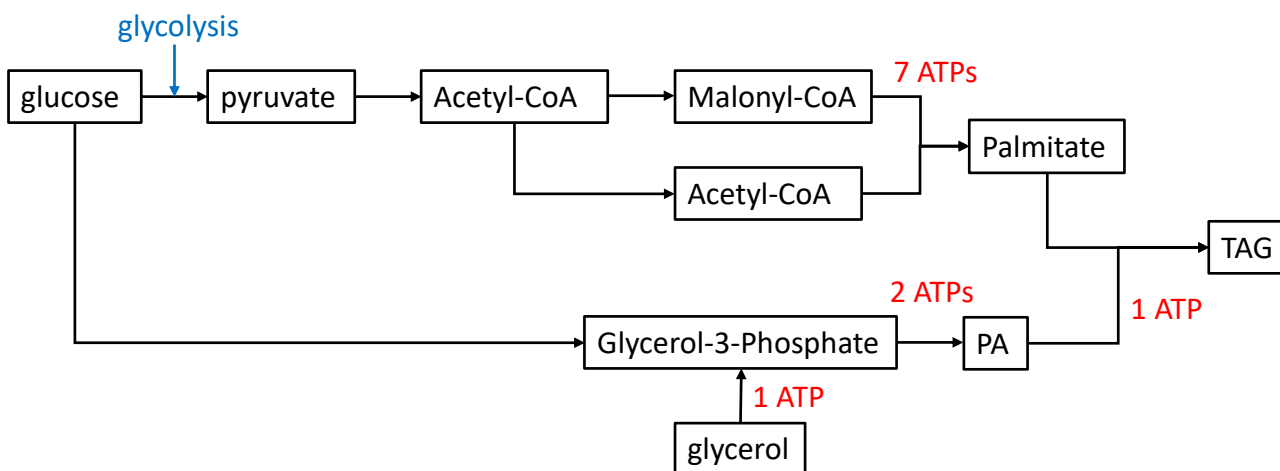 glycolysis
glucose
pyruvate
Acetyl-CoA
Malonyl-CoA
7 ATPs
Palmitate
Acetyl-CoA
TAG
2 ATPs
1 ATP
Glycerol-3-Phosphate
PA
1 ATP
glycerol